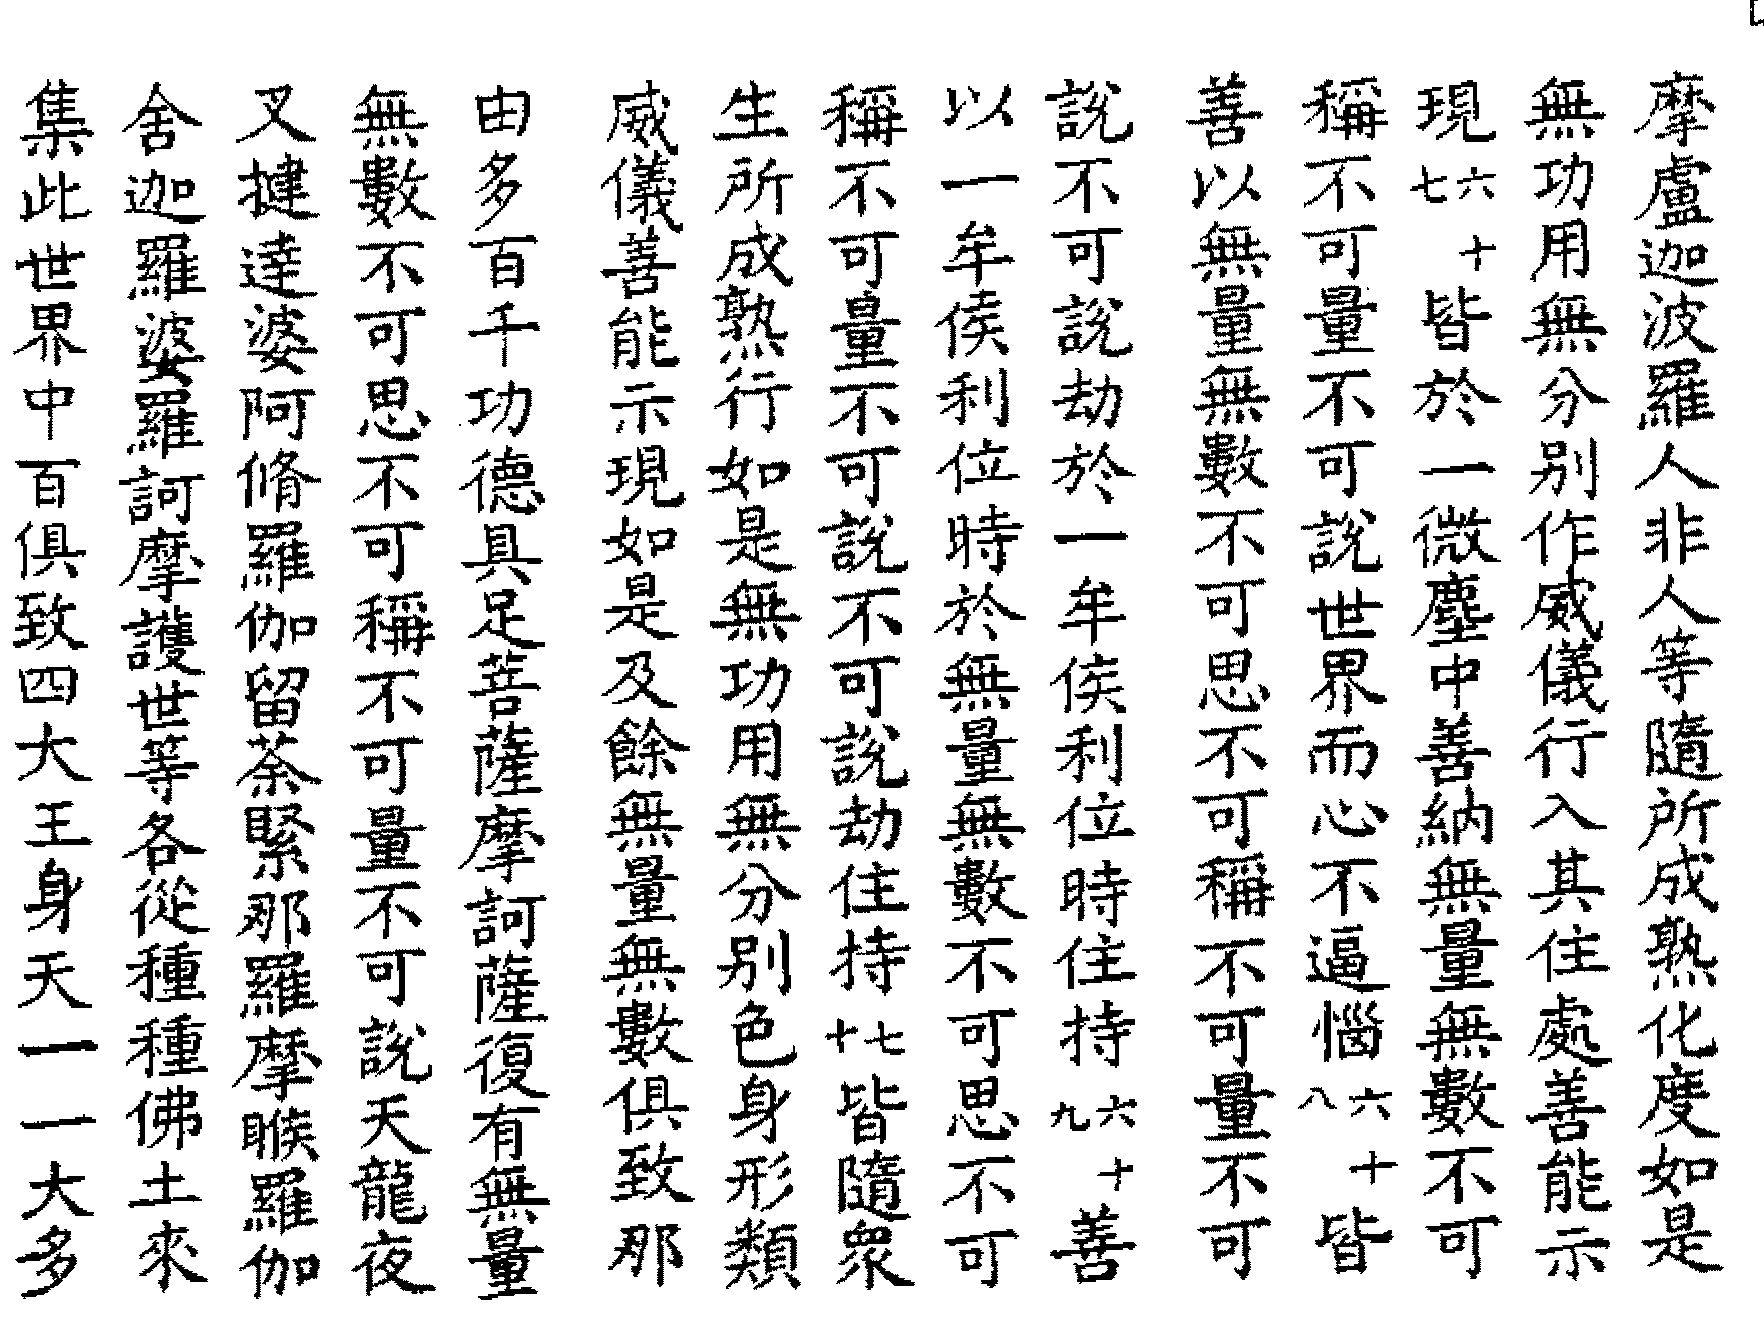 摩盧迦波羅人非人等隨所成熟化度如是
無功用無分別作威儀行入其住處善能示
現六十七皆於一微塵中善納無量無數不可
稱不可量不可說世界而心不逼惱六十八皆
善以無量無數不可思不可稱不可量不可
說不可說劫於一牟侯利位時住持六十九善
以一牟侯利位時於無量無數不可思不可
稱不可量不可說不可說劫住持七十皆隨眾
生所成熟行如是無功用無分別色身形類
威儀善能示現如是及餘無量無數俱致那
由多百千功德具足菩薩摩訶薩復有無量
無數不可思不可稱不可量不可說天龍夜
叉揵達婆阿脩羅伽留荼緊那羅摩睺羅伽
舍迦羅婆羅訶摩護世等各從種種佛土來
集此世界中百俱致四大王身天一一大多